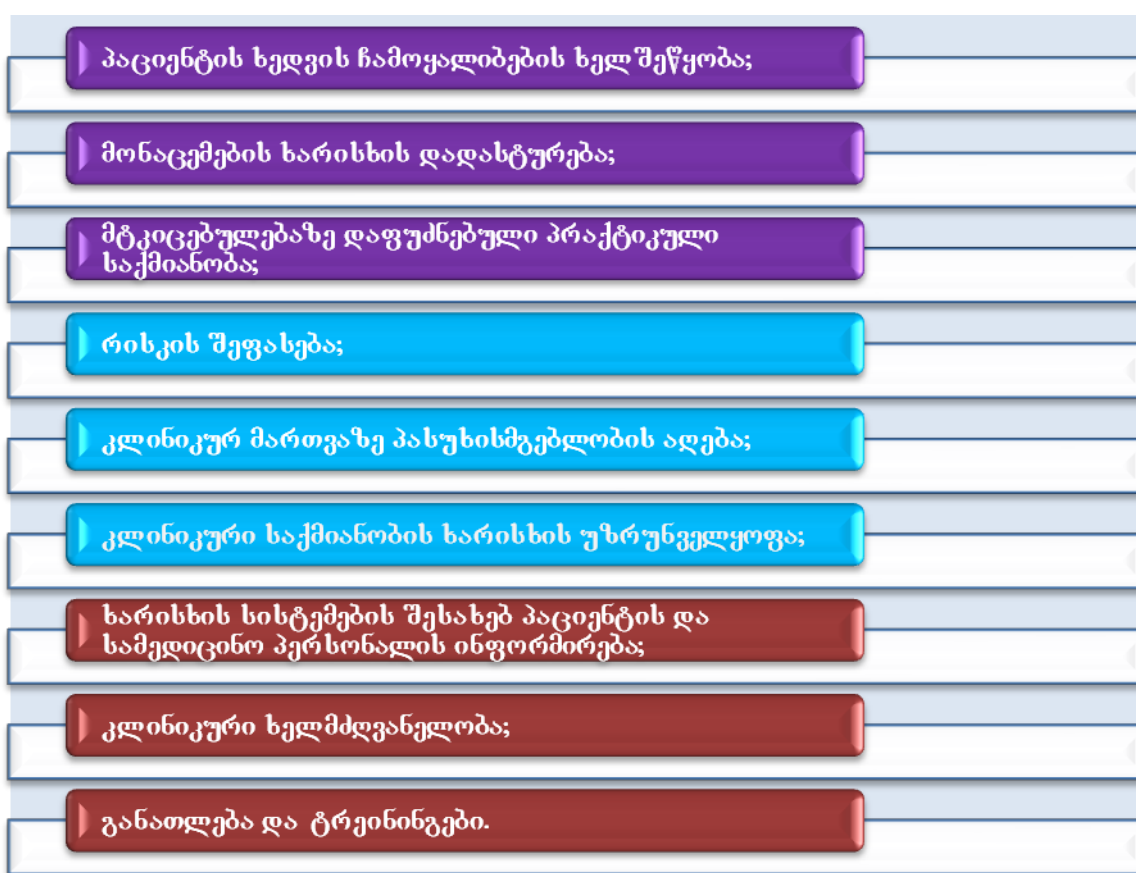 პაციენტის ხედვის ჩამოყალიბების ხელშეწყობა;
მონაცემების ხარისხის დადასტურება;
მტკიცებულებაზე დაფუძნებული პრაქტიკული
საქმიანობა;
რისკის შეფასება;
კლინიკურ მართვაზე პასუხისმგებლობის აღება;
კლინიკური საქმიანობის ხარისხის უზრუნველყოფა;
ხარისხის სისტემების შესახებ პაციენტის და
სამედიცინო პერსონალის ინფორმირება;
კლინიკური ხელმძღვანელობა;
განათლება და ტრეინინგები.